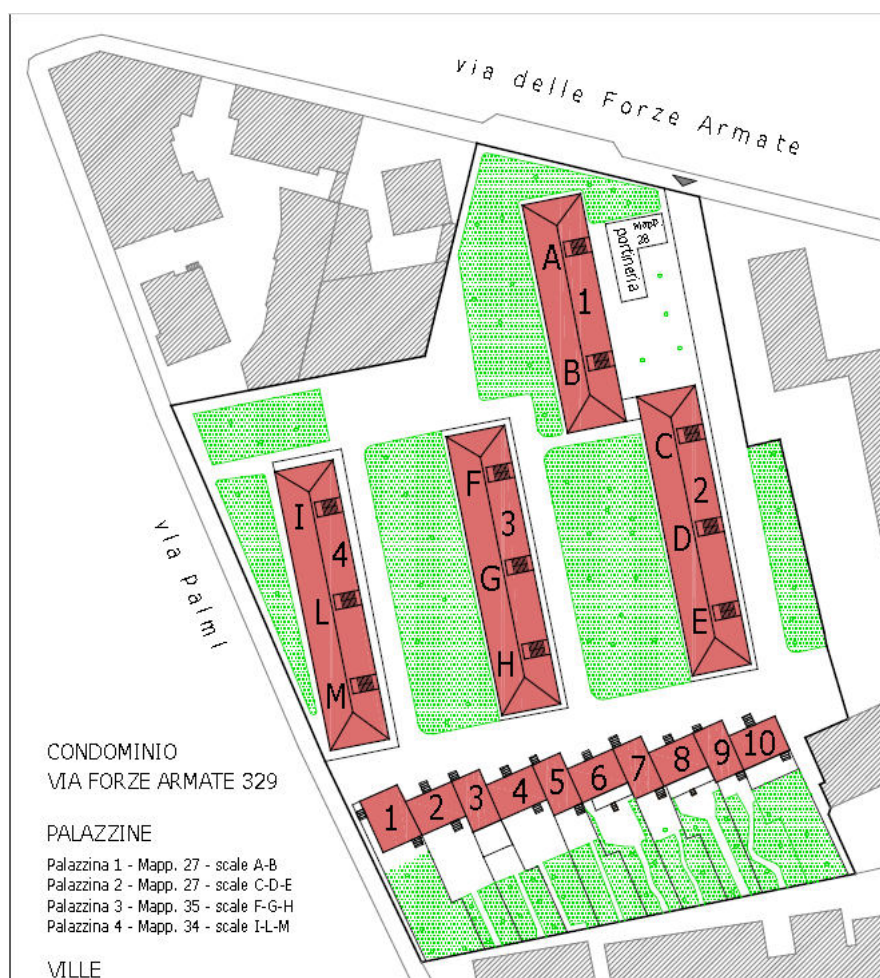 via delle Forze Armate
Mapp.
28
portineria
A
1
B
C
2
D
E
F
3
G
H
I
4
L
M
via Palmi
1
2
3
4
5
6
7
8
9
10
CONDOMINIO
VIA FORZE ARMATE 329
PALAZZINE
Palazzina 1 - Mapp. 27 - scale A-B
Palazzina 2 - Mapp. 27 - scale C-D-E
Palazzina 3 - Mapp. 35 - scale F-G-H
Palazzina 4 - Mapp. 34 - scale I-L-M
VILLE